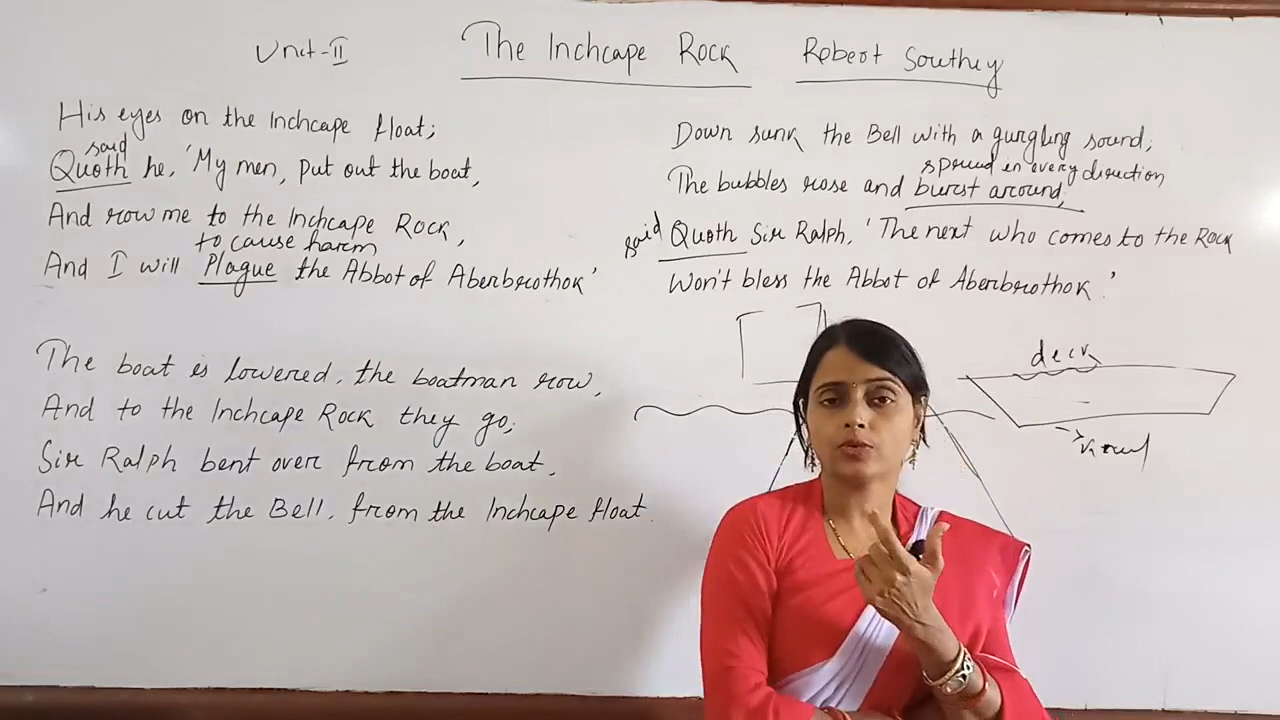 Unit-II The Inchcape Rock Robert Southey
His eyes on the Inchcape float;
said
Quoth he, 'My men, put out the boat,
And row me to the Inchcape Rock,
to cause harm
And I will Plague the Abbot of Aberbrothok'
The boat is lowered, the boatman row,
And to the Inchcape Rock they go;
Sir Ralph bent over from the boat,
And he cut the Bell, from the Inchcape float.
Down sunk the Bell with a gurgling sound;
spread in every direction
The bubbles rose and burst around;
said Quoth Sir Ralph, 'The next who comes to the Rock
Won't bless the Abbot of Aberbrothok.'
deck